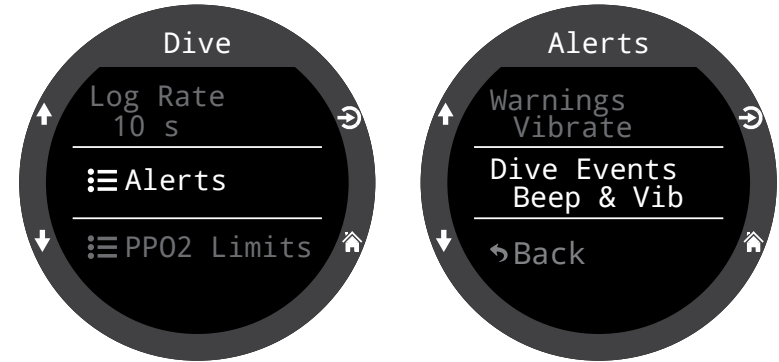 Dive
Log Rate
10 s
Alerts
PPO2 Limits
Alerts
Warnings
Vibrate
Dive Events
Beep & Vib
Back